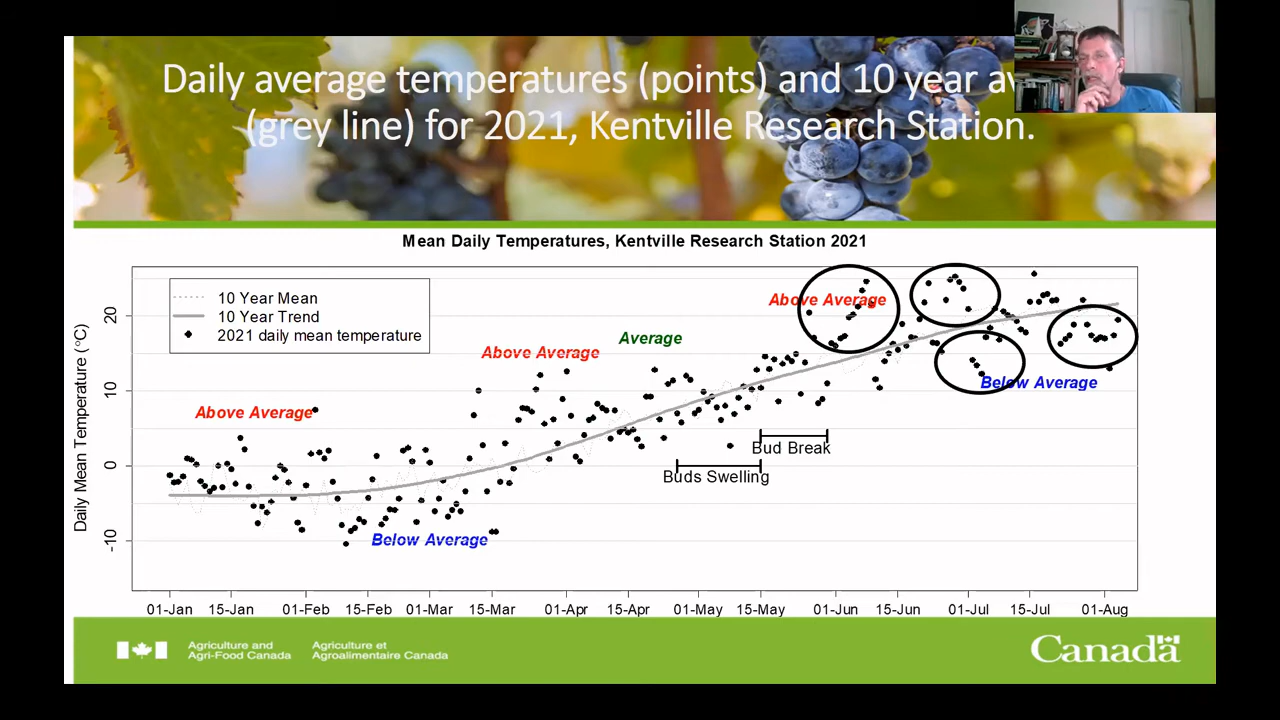 Daily average temperatures (points) and 10 year av
(grey line) for 2021, Kentville Research Station.
Mean Daily Temperatures, Kentville Research Station 2021
10 Year Mean
10 Year Trend
2021 daily mean temperature
Above Average
Above Average
Average
Above Average
Below Average
Below Average
Bud Break
Buds Swelling
Daily Mean Temperature (°C)
20
10
0
-10
01-Jan 15-Jan 01-Feb 15-Feb 01-Mar 15-Mar 01-Apr 15-Apr 01-May 15-May 01-Jun 15-Jun 01-Jul 15-Jul 01-Aug
Agriculture and Agriculture et
Agri-Food Canada Agroalimentaire Canada
Canada